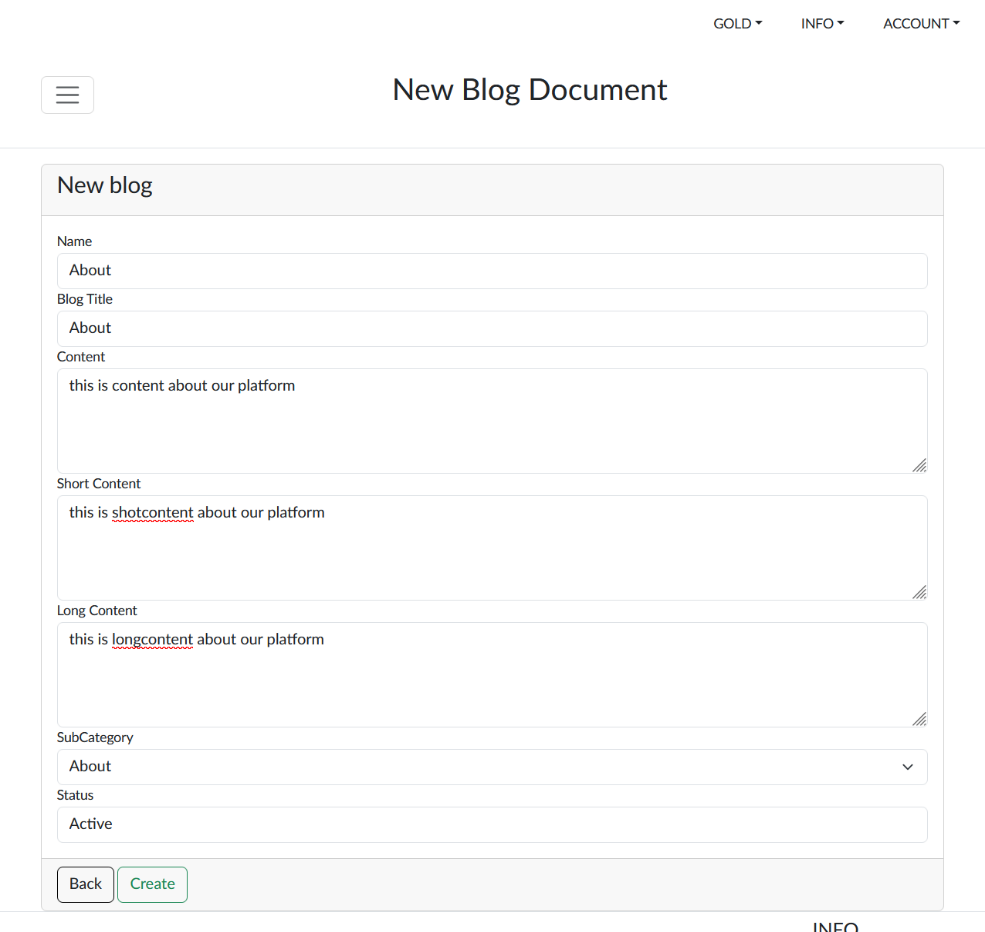 GOLD INFO ACCOUNT
New Blog Document
New blog
Name
About
Blog Title
About
Content
this is content about our platform
Short Content
this is shotcontent about our platform
Long Content
this is longcontent about our platform
SubCategory
About
Status
Active
Back Create
INFO